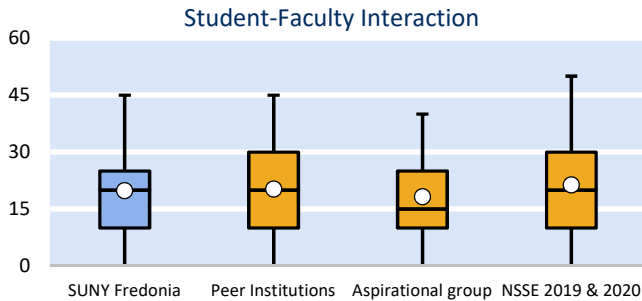 Student-Faculty Interaction
60
45
30
15
0
SUNY Fredonia Peer Institutions Aspirational group NSSE 2019 & 2020